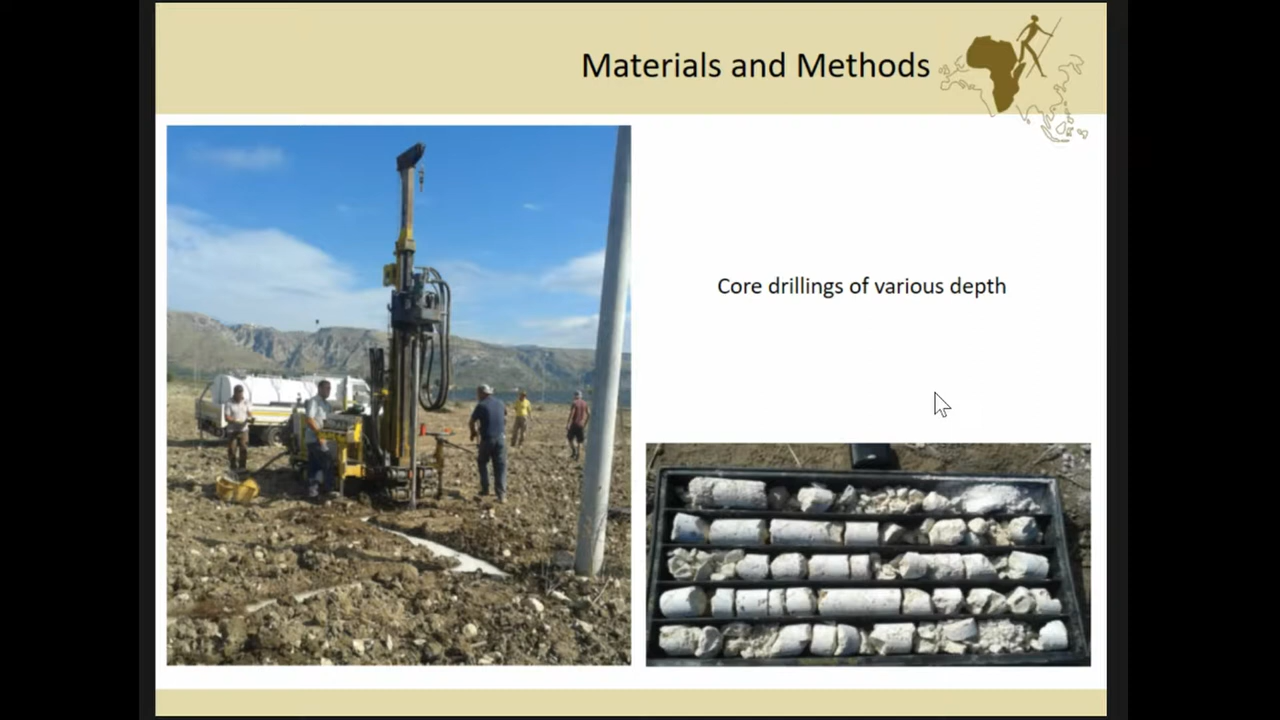 Materials and Methods
Core drillings of various depth